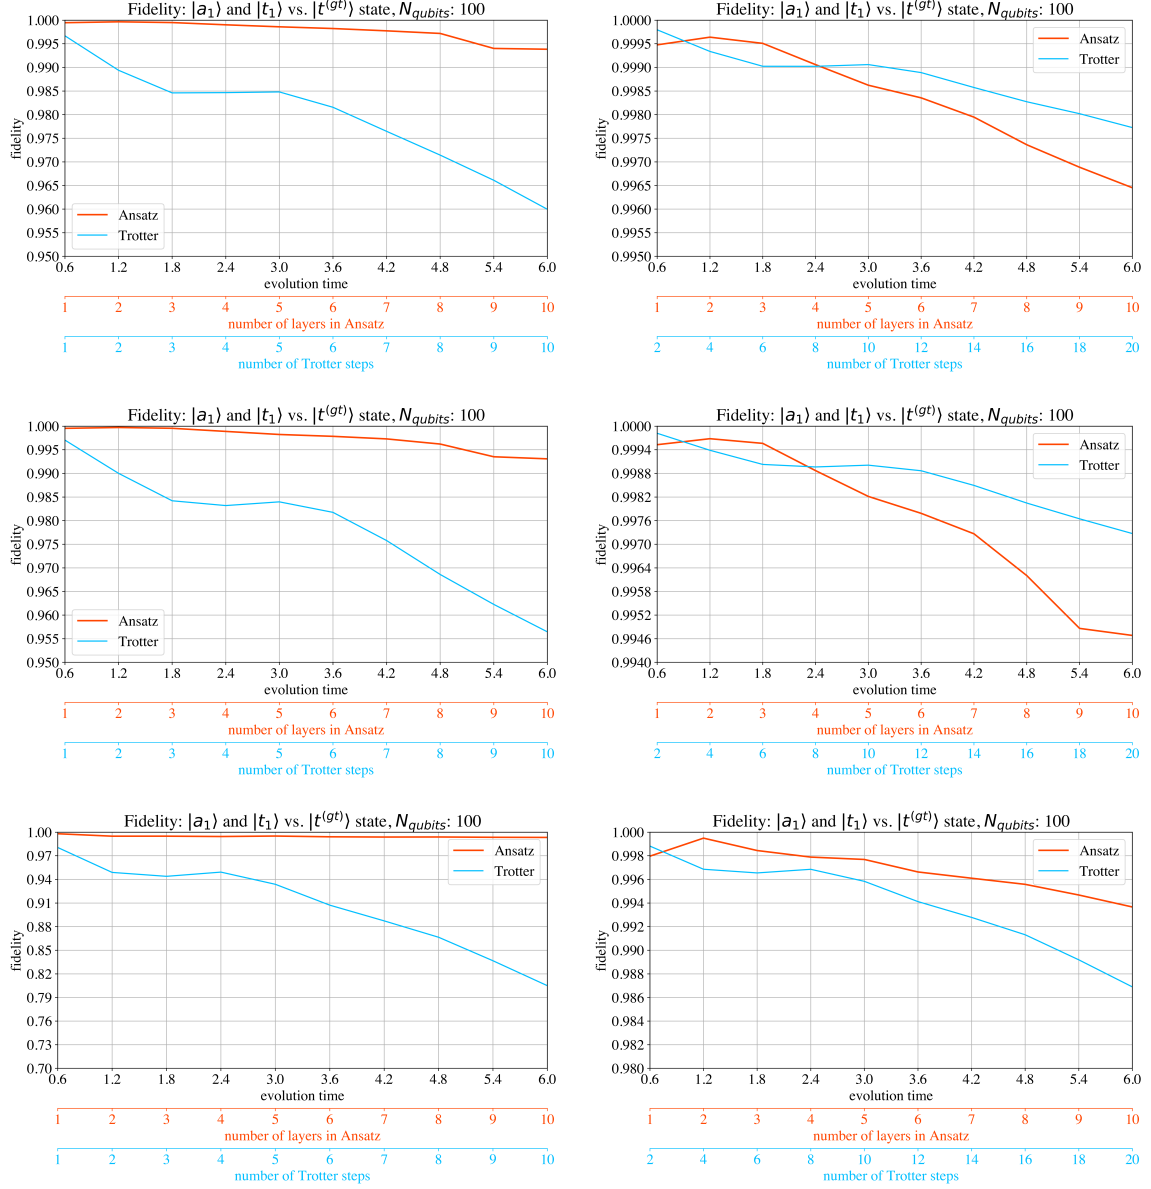 Fidelity: |a₁⟩ and |t₁⟩ vs. |t⁽ᵍᵗ⁾⟩ state, N_qubits: 100
1.000
0.995
0.990
0.985
0.980
0.975
0.970
0.965
0.960
0.955
0.950
fidelity
Ansatz
Trotter
0.6 1.2 1.8 2.4 3.0 3.6 4.2 4.8 5.4 6.0
evolution time
1 2 3 4 5 6 7 8 9 10
number of layers in Ansatz
1 2 3 4 5 6 7 8 9 10
number of Trotter steps
Fidelity: |a₁⟩ and |t₁⟩ vs. |t⁽ᵍᵗ⁾⟩ state, N_qubits: 100
1.0000
0.9995
0.9990
0.9985
0.9980
0.9975
0.9970
0.9965
0.9960
0.9955
0.9950
fidelity
Ansatz
Trotter
0.6 1.2 1.8 2.4 3.0 3.6 4.2 4.8 5.4 6.0
evolution time
1 2 3 4 5 6 7 8 9 10
number of layers in Ansatz
2 4 6 8 10 12 14 16 18 20
number of Trotter steps
Fidelity: |a₁⟩ and |t₁⟩ vs. |t⁽ᵍᵗ⁾⟩ state, N_qubits: 100
1.000
0.995
0.990
0.985
0.980
0.975
0.970
0.965
0.960
0.955
0.950
fidelity
Ansatz
Trotter
0.6 1.2 1.8 2.4 3.0 3.6 4.2 4.8 5.4 6.0
evolution time
1 2 3 4 5 6 7 8 9 10
number of layers in Ansatz
1 2 3 4 5 6 7 8 9 10
number of Trotter steps
Fidelity: |a₁⟩ and |t₁⟩ vs. |t⁽ᵍᵗ⁾⟩ state, N_qubits: 100
1.0000
0.9994
0.9988
0.9982
0.9976
0.9970
0.9964
0.9958
0.9952
0.9946
0.9940
fidelity
Ansatz
Trotter
0.6 1.2 1.8 2.4 3.0 3.6 4.2 4.8 5.4 6.0
evolution time
1 2 3 4 5 6 7 8 9 10
number of layers in Ansatz
2 4 6 8 10 12 14 16 18 20
number of Trotter steps
Fidelity: |a₁⟩ and |t₁⟩ vs. |t⁽ᵍᵗ⁾⟩ state, N_qubits: 100
1.00
0.97
0.94
0.91
0.88
0.85
0.82
0.79
0.76
0.73
0.70
fidelity
Ansatz
Trotter
0.6 1.2 1.8 2.4 3.0 3.6 4.2 4.8 5.4 6.0
evolution time
1 2 3 4 5 6 7 8 9 10
number of layers in Ansatz
1 2 3 4 5 6 7 8 9 10
number of Trotter steps
Fidelity: |a₁⟩ and |t₁⟩ vs. |t⁽ᵍᵗ⁾⟩ state, N_qubits: 100
1.000
0.998
0.996
0.994
0.992
0.990
0.988
0.986
0.984
0.982
0.980
fidelity
Ansatz
Trotter
0.6 1.2 1.8 2.4 3.0 3.6 4.2 4.8 5.4 6.0
evolution time
1 2 3 4 5 6 7 8 9 10
number of layers in Ansatz
2 4 6 8 10 12 14 16 18 20
number of Trotter steps